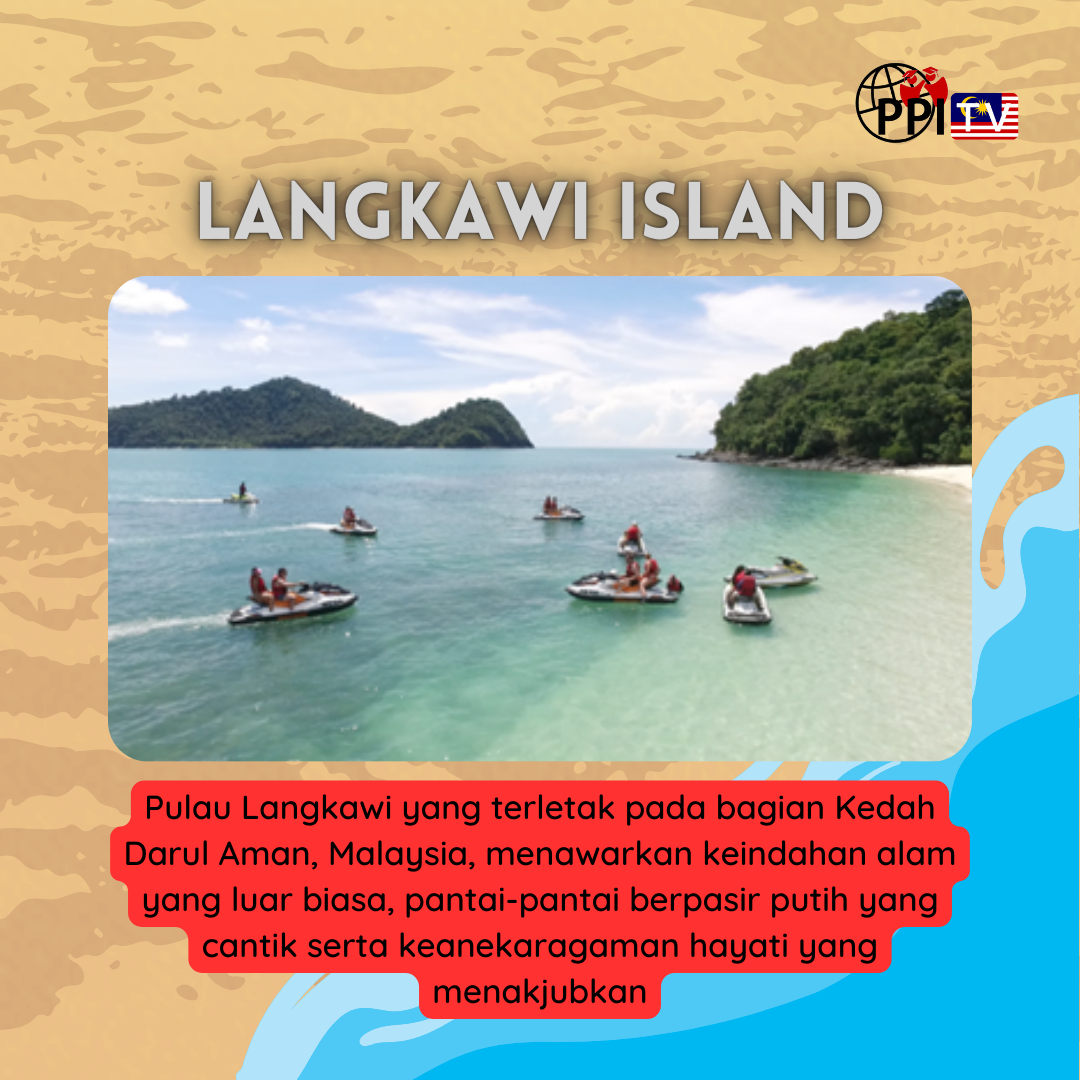 PPI TV
LANGKAWI ISLAND
Pulau Langkawi yang terletak pada bagian Kedah
Darul Aman, Malaysia, menawarkan keindahan alam
yang luar biasa, pantai-pantai berpasir putih yang
cantik serta keanekaragaman hayati yang
menakjubkan